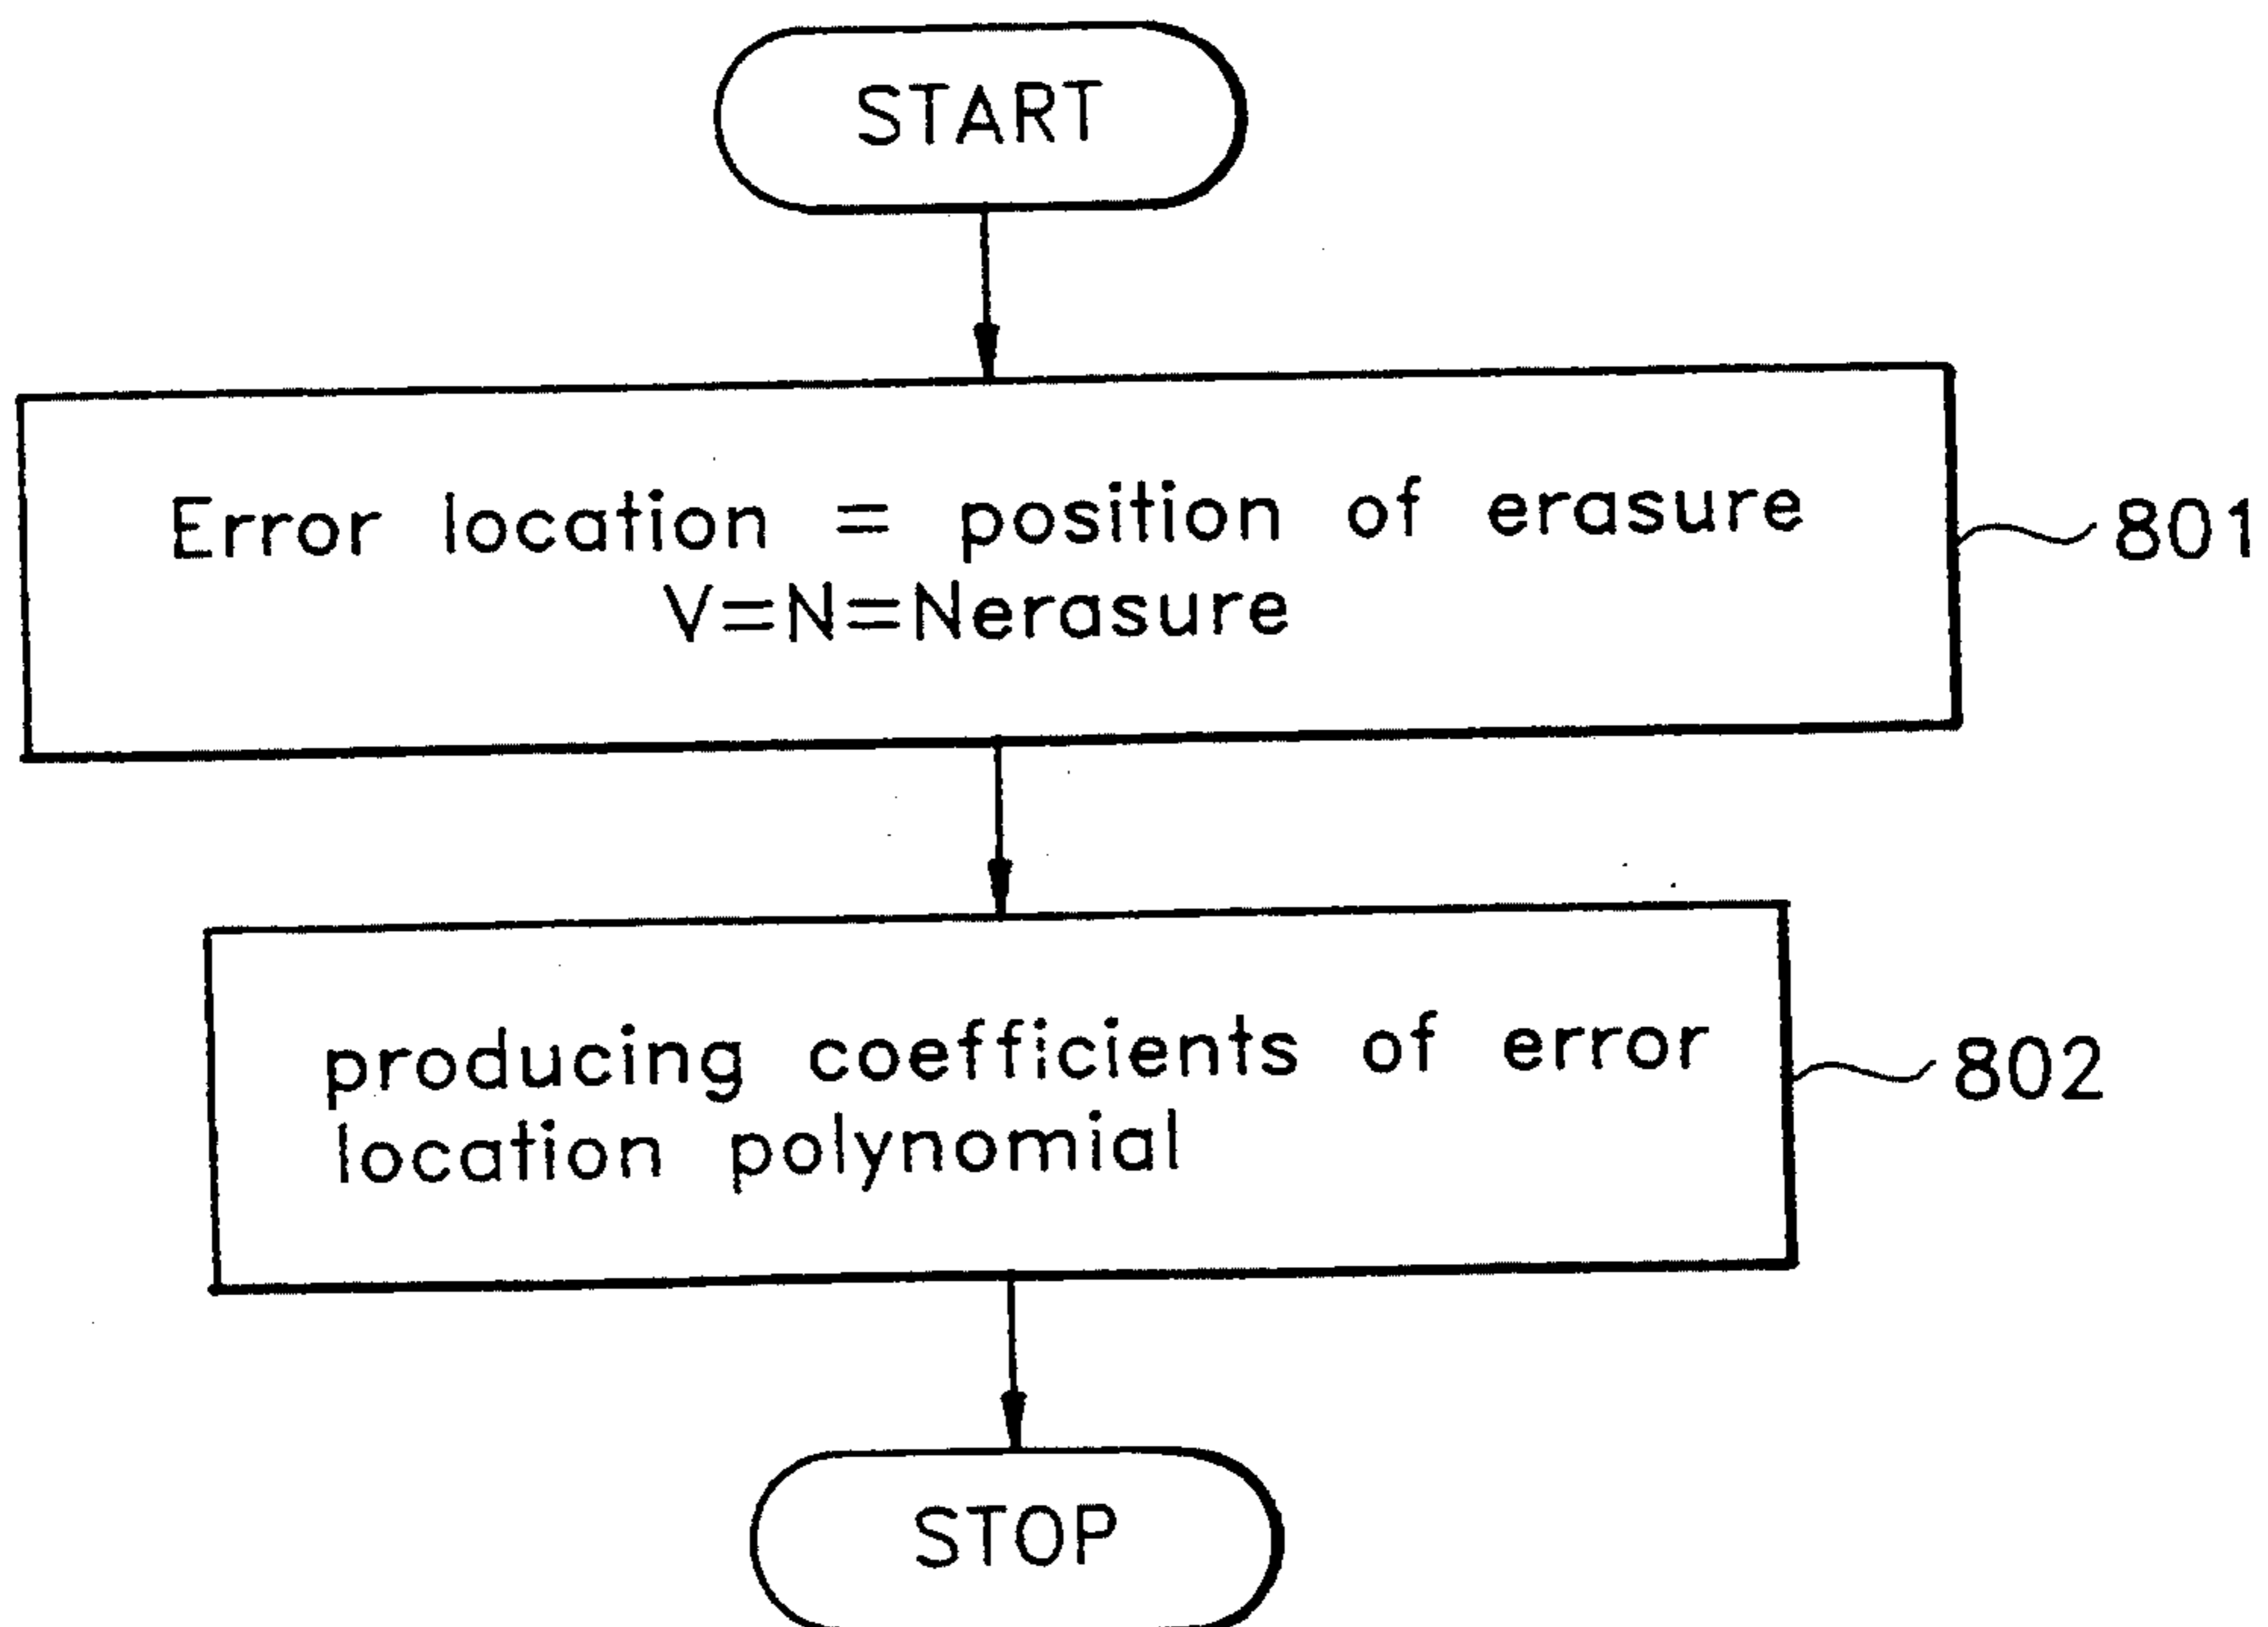 START
Error location = position of erasure
V=N=Nerasure
801
producing coefficients of error
location polynomial
802
STOP